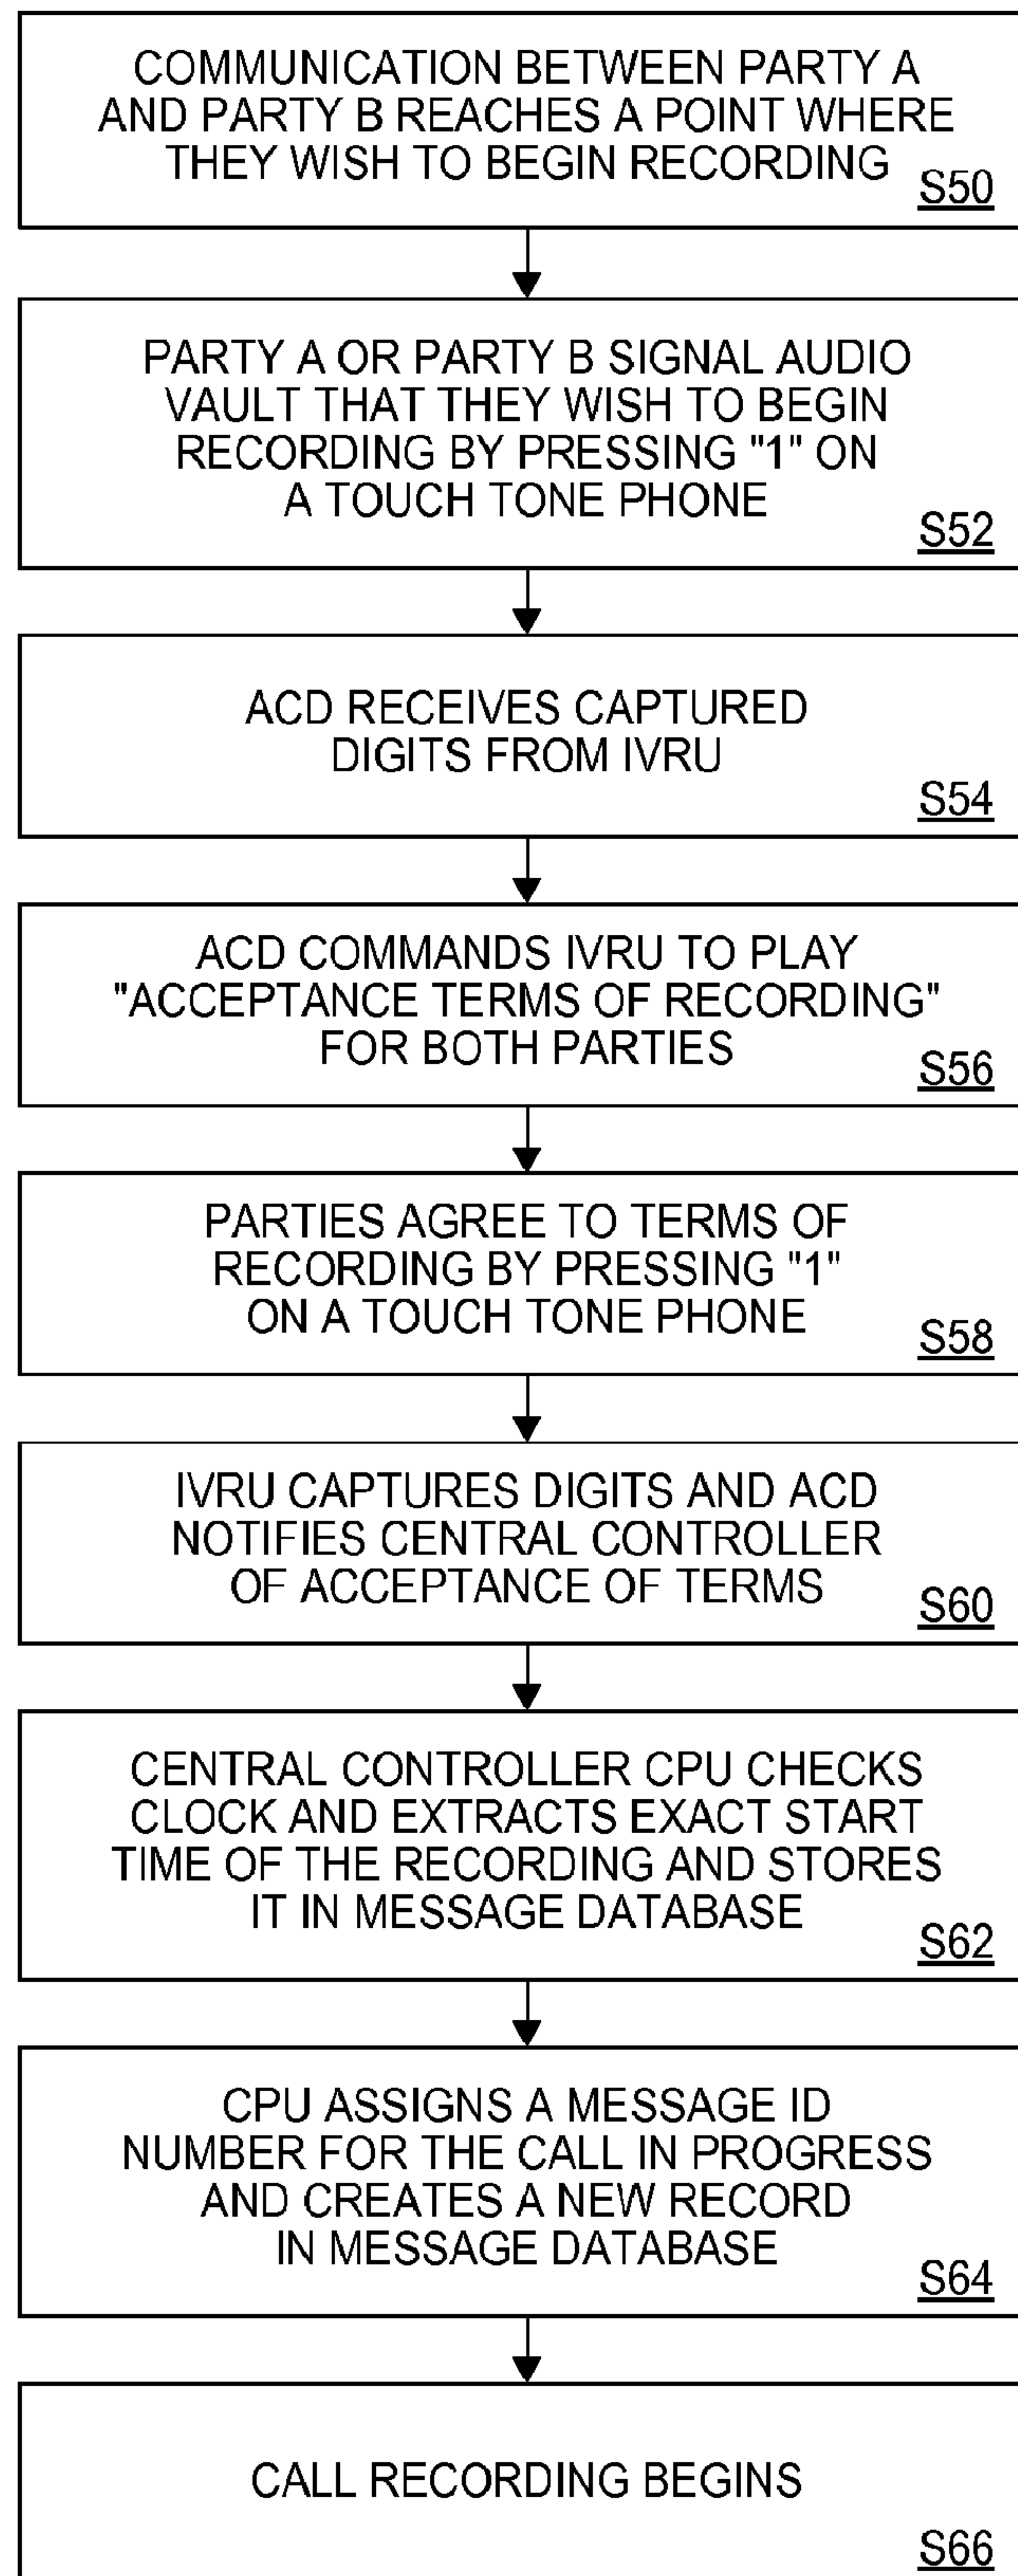 COMMUNICATION BETWEEN PARTY A
AND PARTY B REACHES A POINT WHERE
THEY WISH TO BEGIN RECORDING
S50
PARTY A OR PARTY B SIGNAL AUDIO
VAULT THAT THEY WISH TO BEGIN
RECORDING BY PRESSING "1" ON
A TOUCH TONE PHONE
S52
ACD RECEIVES CAPTURED
DIGITS FROM IVRU
S54
ACD COMMANDS IVRU TO PLAY
"ACCEPTANCE TERMS OF RECORDING"
FOR BOTH PARTIES
S56
PARTIES AGREE TO TERMS OF
RECORDING BY PRESSING "1"
ON A TOUCH TONE PHONE
S58
IVRU CAPTURES DIGITS AND ACD
NOTIFIES CENTRAL CONTROLLER
OF ACCEPTANCE OF TERMS
S60
CENTRAL CONTROLLER CPU CHECKS
CLOCK AND EXTRACTS EXACT START
TIME OF THE RECORDING AND STORES
IT IN MESSAGE DATABASE
S62
CPU ASSIGNS A MESSAGE ID
NUMBER FOR THE CALL IN PROGRESS
AND CREATES A NEW RECORD
IN MESSAGE DATABASE
S64
CALL RECORDING BEGINS
S66